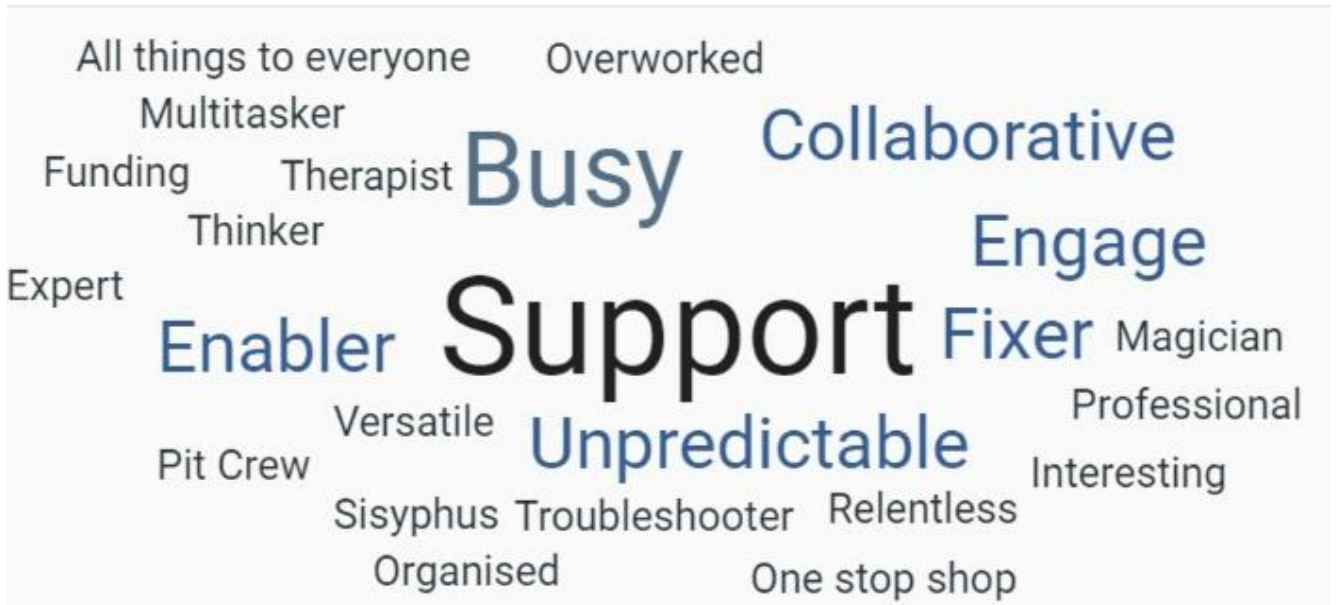 All things to everyone
Overworked
Multitasker
Collaborative
Busy
Funding
Therapist
Thinker
Engage
Expert
Enabler
Support
Fixer
Magician
Professional
Versatile
Unpredictable
Pit Crew
Interesting
Sisyphus
Troubleshooter
Relentless
Organised
One stop shop